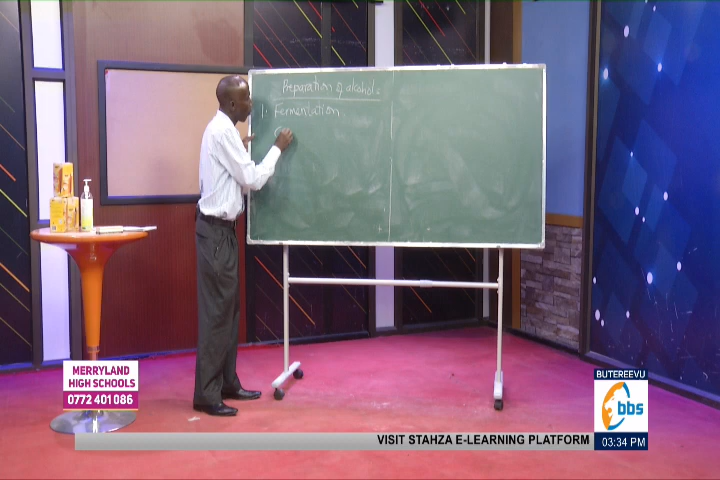 Preparation of alcohols
1. Fermentation
MERRYLAND
HIGH SCHOOLS
0772 401 086
VISIT STAHZA E-LEARNING PLATFORM
BUTEREEVU
bbs
03:34 PM